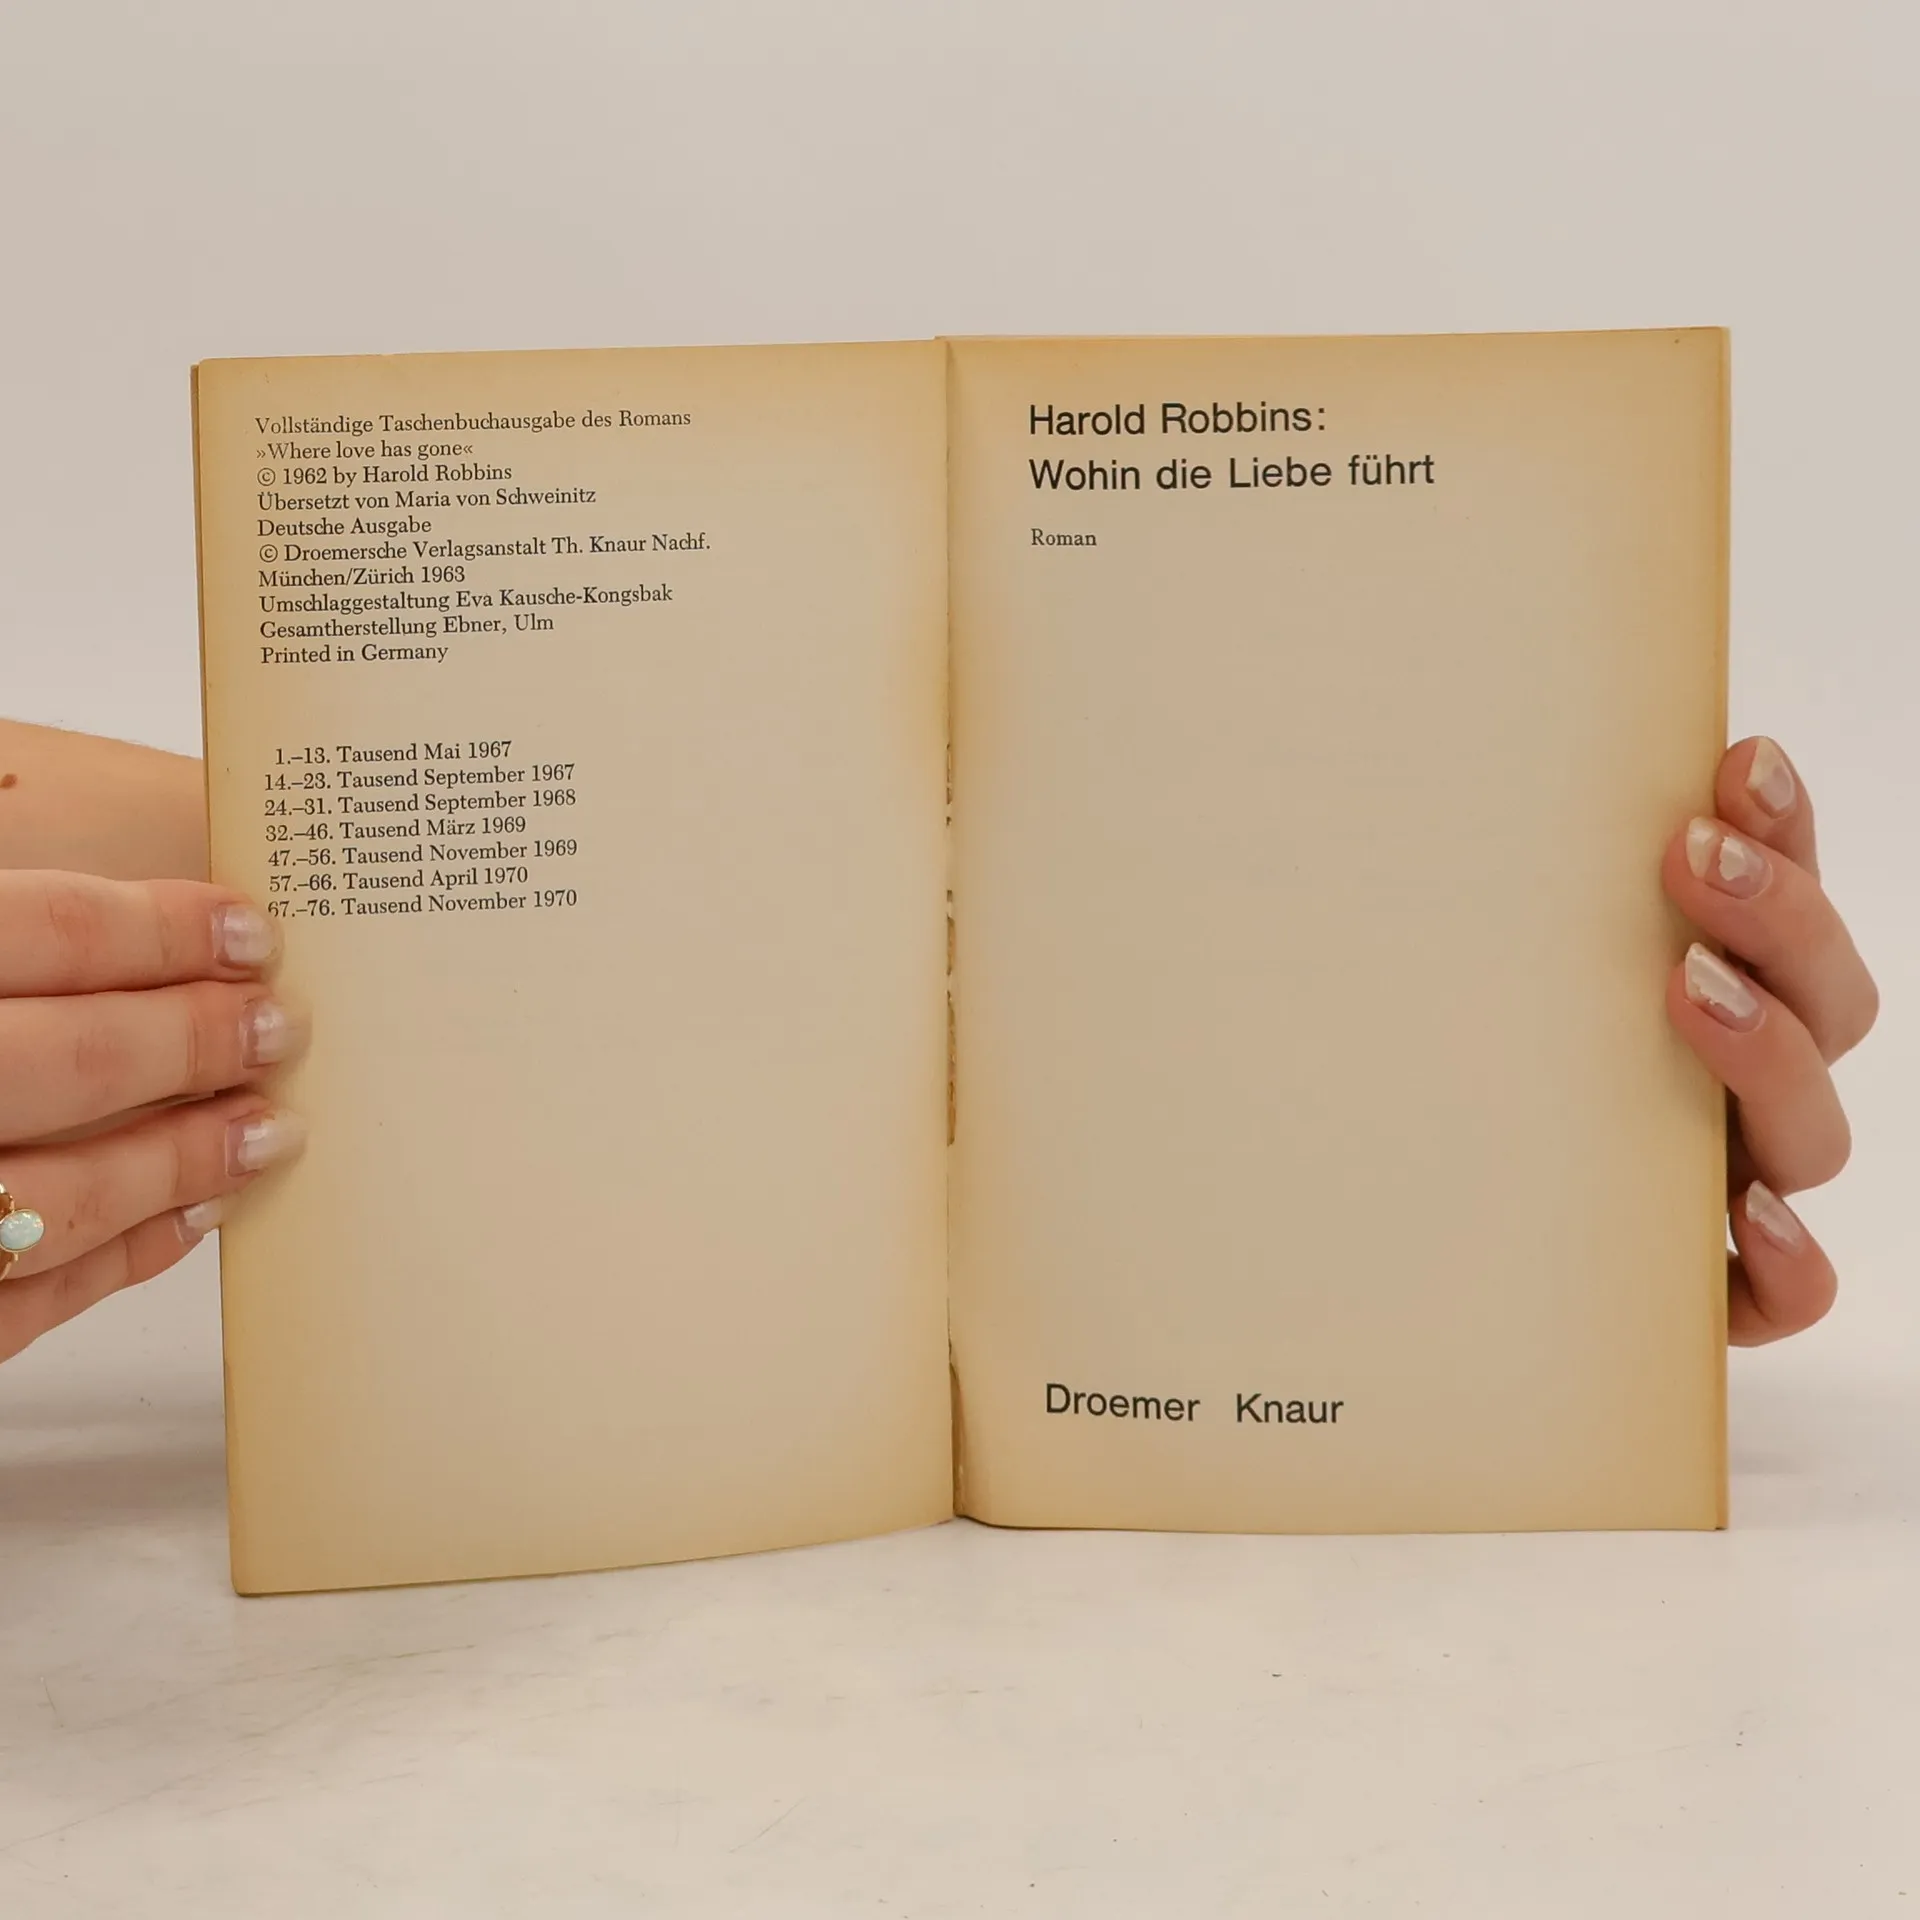 Vollständige Taschenbuchausgabe des Romans
»Where love has gone«
© 1962 by Harold Robbins
Übersetzt von Maria von Schweinitz
Deutsche Ausgabe
© Droemersche Verlagsanstalt Th. Knaur Nachf.
München/Zürich 1963
Umschlaggestaltung Eva Kausche-Kongsbak
Gesamtherstellung Ebner, Ulm
Printed in Germany
1.–13. Tausend Mai 1967
14.–23. Tausend September 1967
24.–31. Tausend September 1968
32.–46. Tausend März 1969
47.–56. Tausend November 1969
57.–66. Tausend April 1970
67.–76. Tausend November 1970
Harold Robbins:
Wohin die Liebe führt
Roman
Droemer Knaur